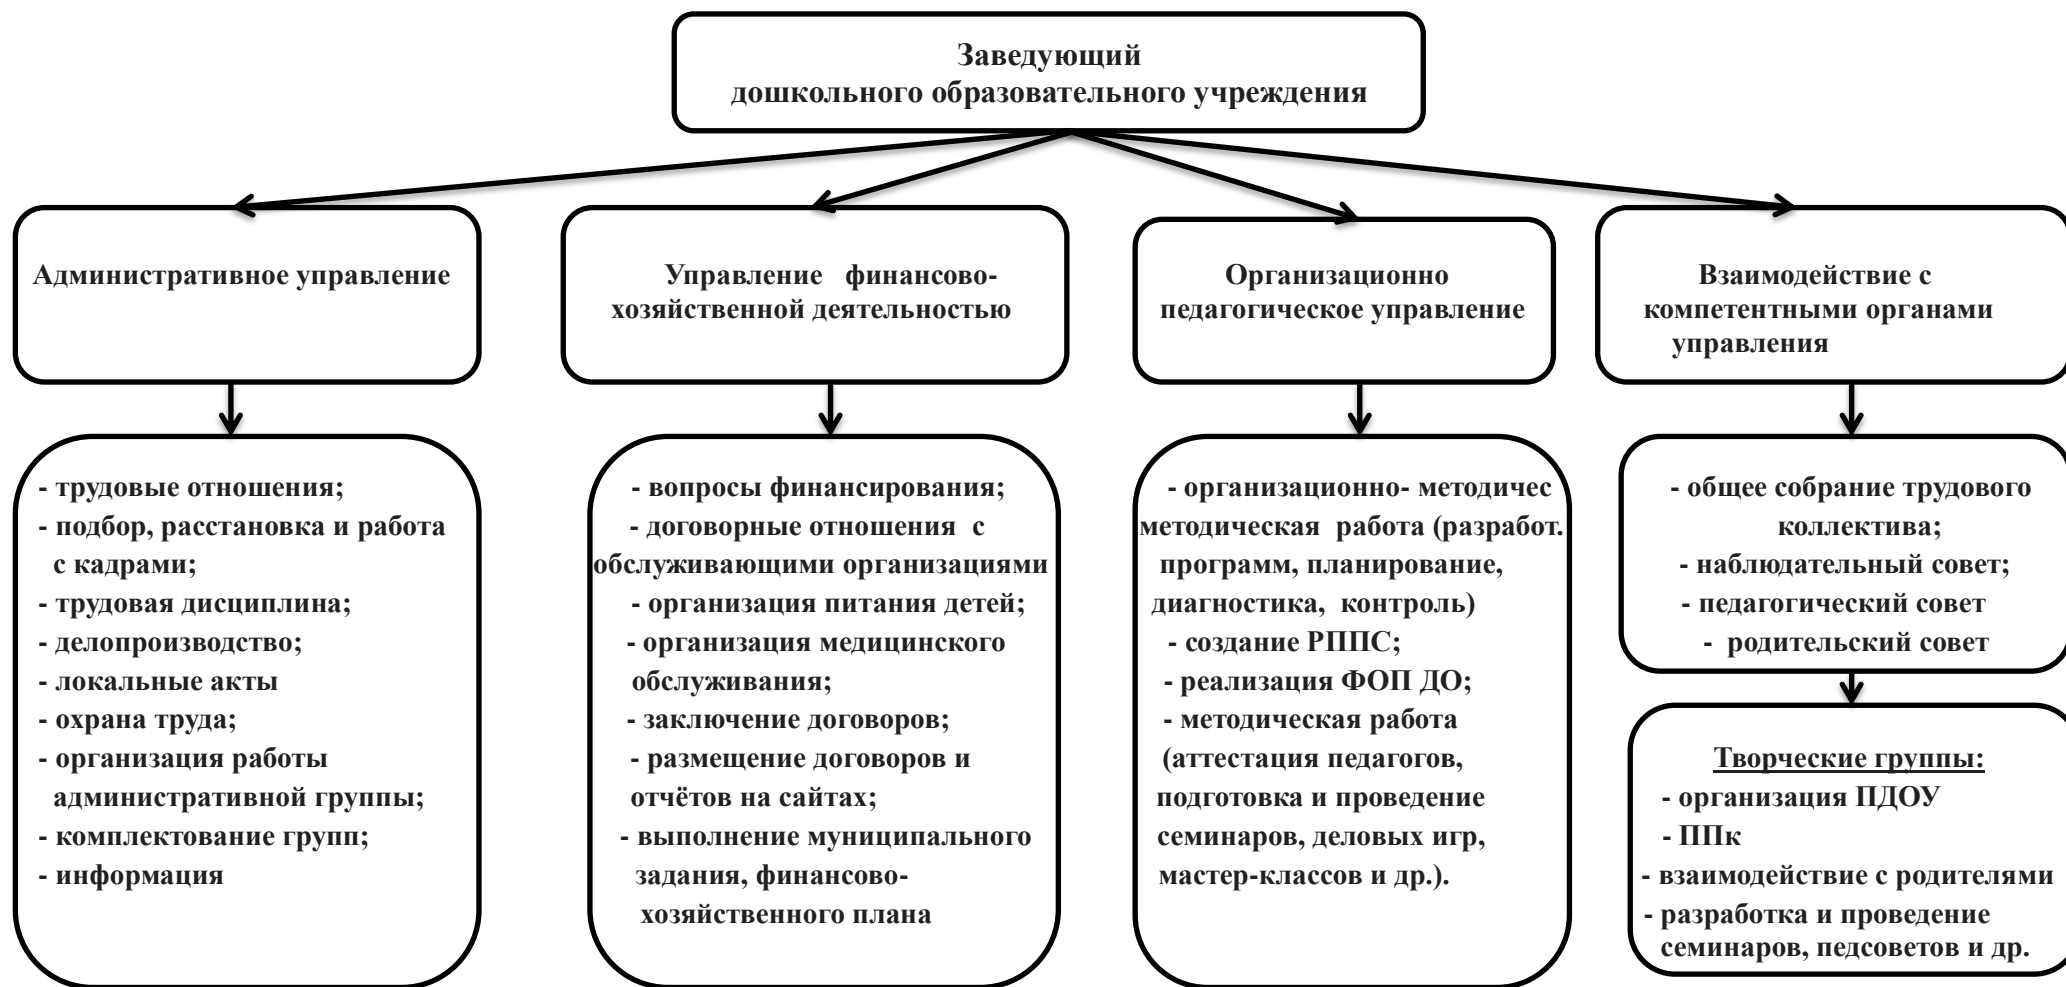 Заведующий
дошкольного образовательного учреждения
Административное управление
Управление финансово-
хозяйственной деятельностью
Организационно
педагогическое управление
Взаимодействие с
компетентными органами
управления
- трудовые отношения;
- подбор, расстановка и работа
с кадрами;
- трудовая дисциплина;
- делопроизводство;
- локальные акты
- охрана труда;
- организация работы
административной группы;
- комплектование групп;
- информация
- вопросы финансирования;
- договорные отношения с
обслуживающими организациями
- организация питания детей;
- организация медицинского
обслуживания;
- заключение договоров;
- размещение договоров и
отчётов на сайтах;
- выполнение муниципального
задания, финансово-
хозяйственного плана
- организационно- методичес
методическая работа (разработ.
программ, планирование,
диагностика, контроль)
- создание РППС;
- реализация ФОП ДО;
- методическая работа
(аттестация педагогов,
подготовка и проведение
семинаров, деловых игр,
мастер-классов и др.).
- общее собрание трудового
коллектива;
- наблюдательный совет;
- педагогический совет
- родительский совет
Творческие группы:
- организация ПДОУ
- ППк
- взаимодействие с родителями
- разработка и проведение
семинаров, педсоветов и др.